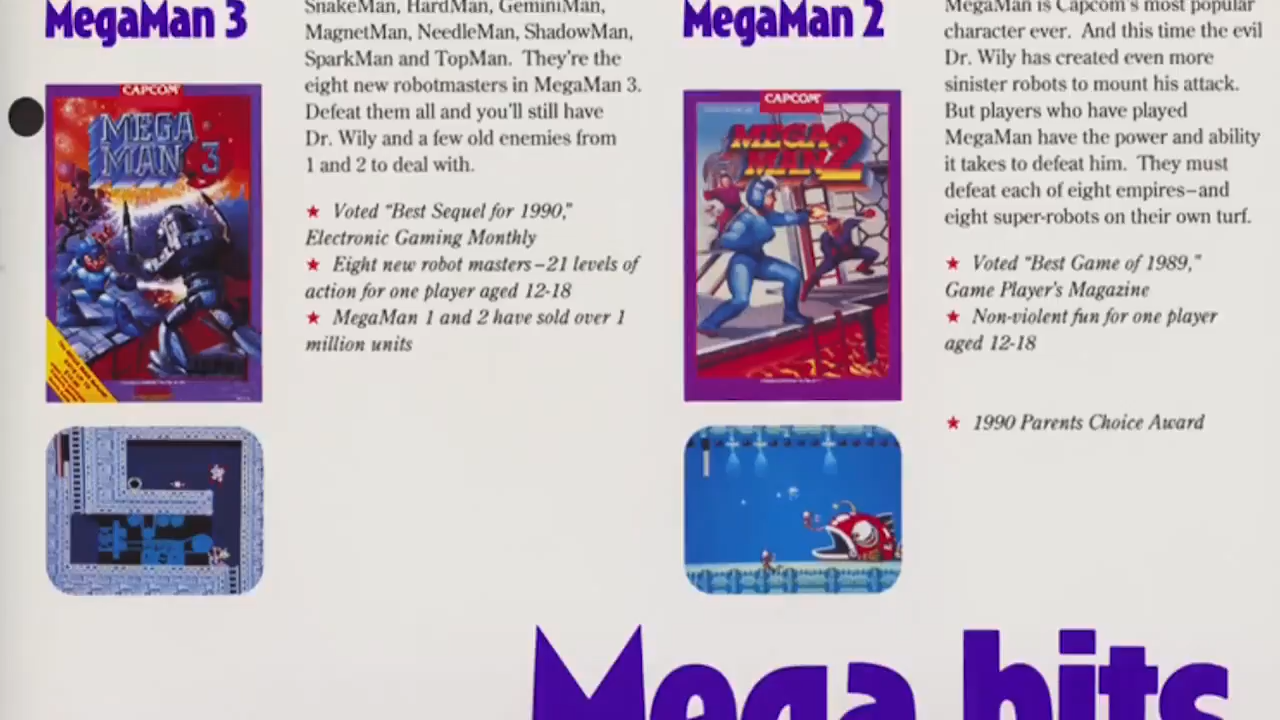 MegaMan 3
SnakeMan, HardMan, GeminiMan,
MagnetMan, NeedleMan, ShadowMan,
SparkMan and TopMan. They're the
eight new robotmasters in MegaMan 3.
Defeat them all and you'll still have
Dr. Wily and a few old enemies from
1 and 2 to deal with.
★ Voted "Best Sequel for 1990,"
Electronic Gaming Monthly
★ Eight new robot masters–21 levels of
action for one player aged 12-18
★ MegaMan 1 and 2 have sold over 1
million units
CAPCOM
MEGA
MAN 3
MegaMan 2
MegaMan is Capcom's most popular
character ever. And this time the evil
Dr. Wily has created even more
sinister robots to mount his attack.
But players who have played
MegaMan have the power and ability
it takes to defeat him. They must
defeat each of eight empires–and
eight super-robots on their own turf.
★ Voted "Best Game of 1989,"
Game Player's Magazine
★ Non-violent fun for one player
aged 12-18
★ 1990 Parents Choice Award
CAPCOM
MEGA
MAN 2
Mega hits